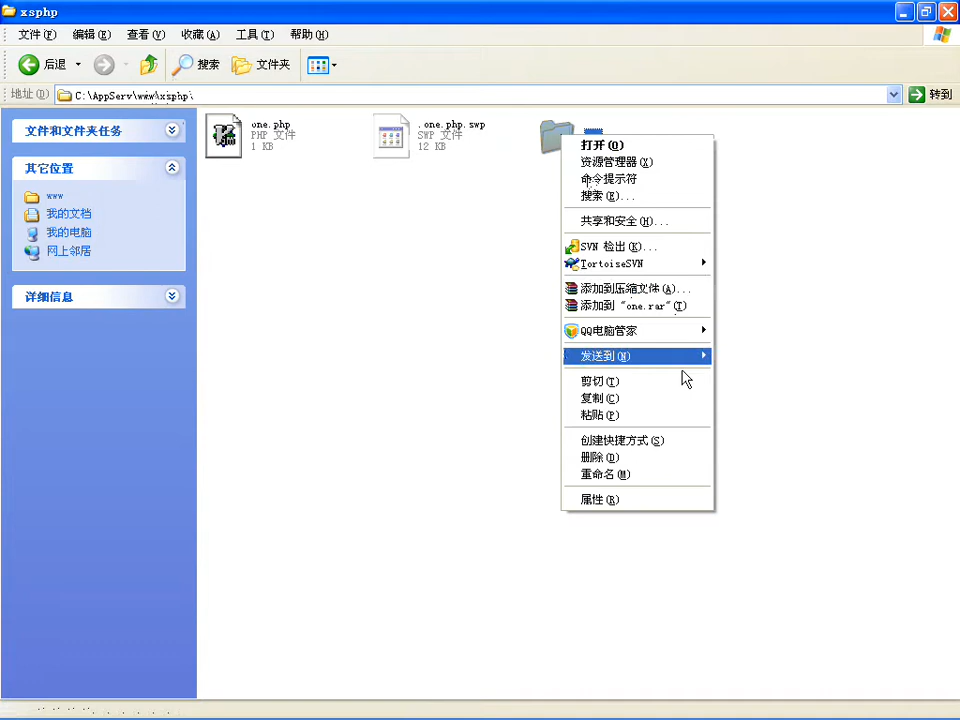 xsphp
文件(F) 编辑(E) 查看(V) 收藏(A) 工具(T) 帮助(H)
后退 搜索 文件夹
地址(D) C:\AppServ\www\xsphp\ 转到
文件和文件夹任务
其它位置
www
我的文档
我的电脑
网上邻居
详细信息
one.php
PHP 文件
1 KB
.one.php.swp
SWP 文件
12 KB
打开(O)
资源管理器(X)
命令提示符
搜索(E)...
共享和安全(H)...
SVN 检出(K)...
TortoiseSVN
添加到压缩文件(A)...
添加到 "one.rar"(T)
QQ电脑管家
发送到(N)
剪切(T)
复制(C)
粘贴(P)
创建快捷方式(S)
删除(D)
重命名(M)
属性(R)